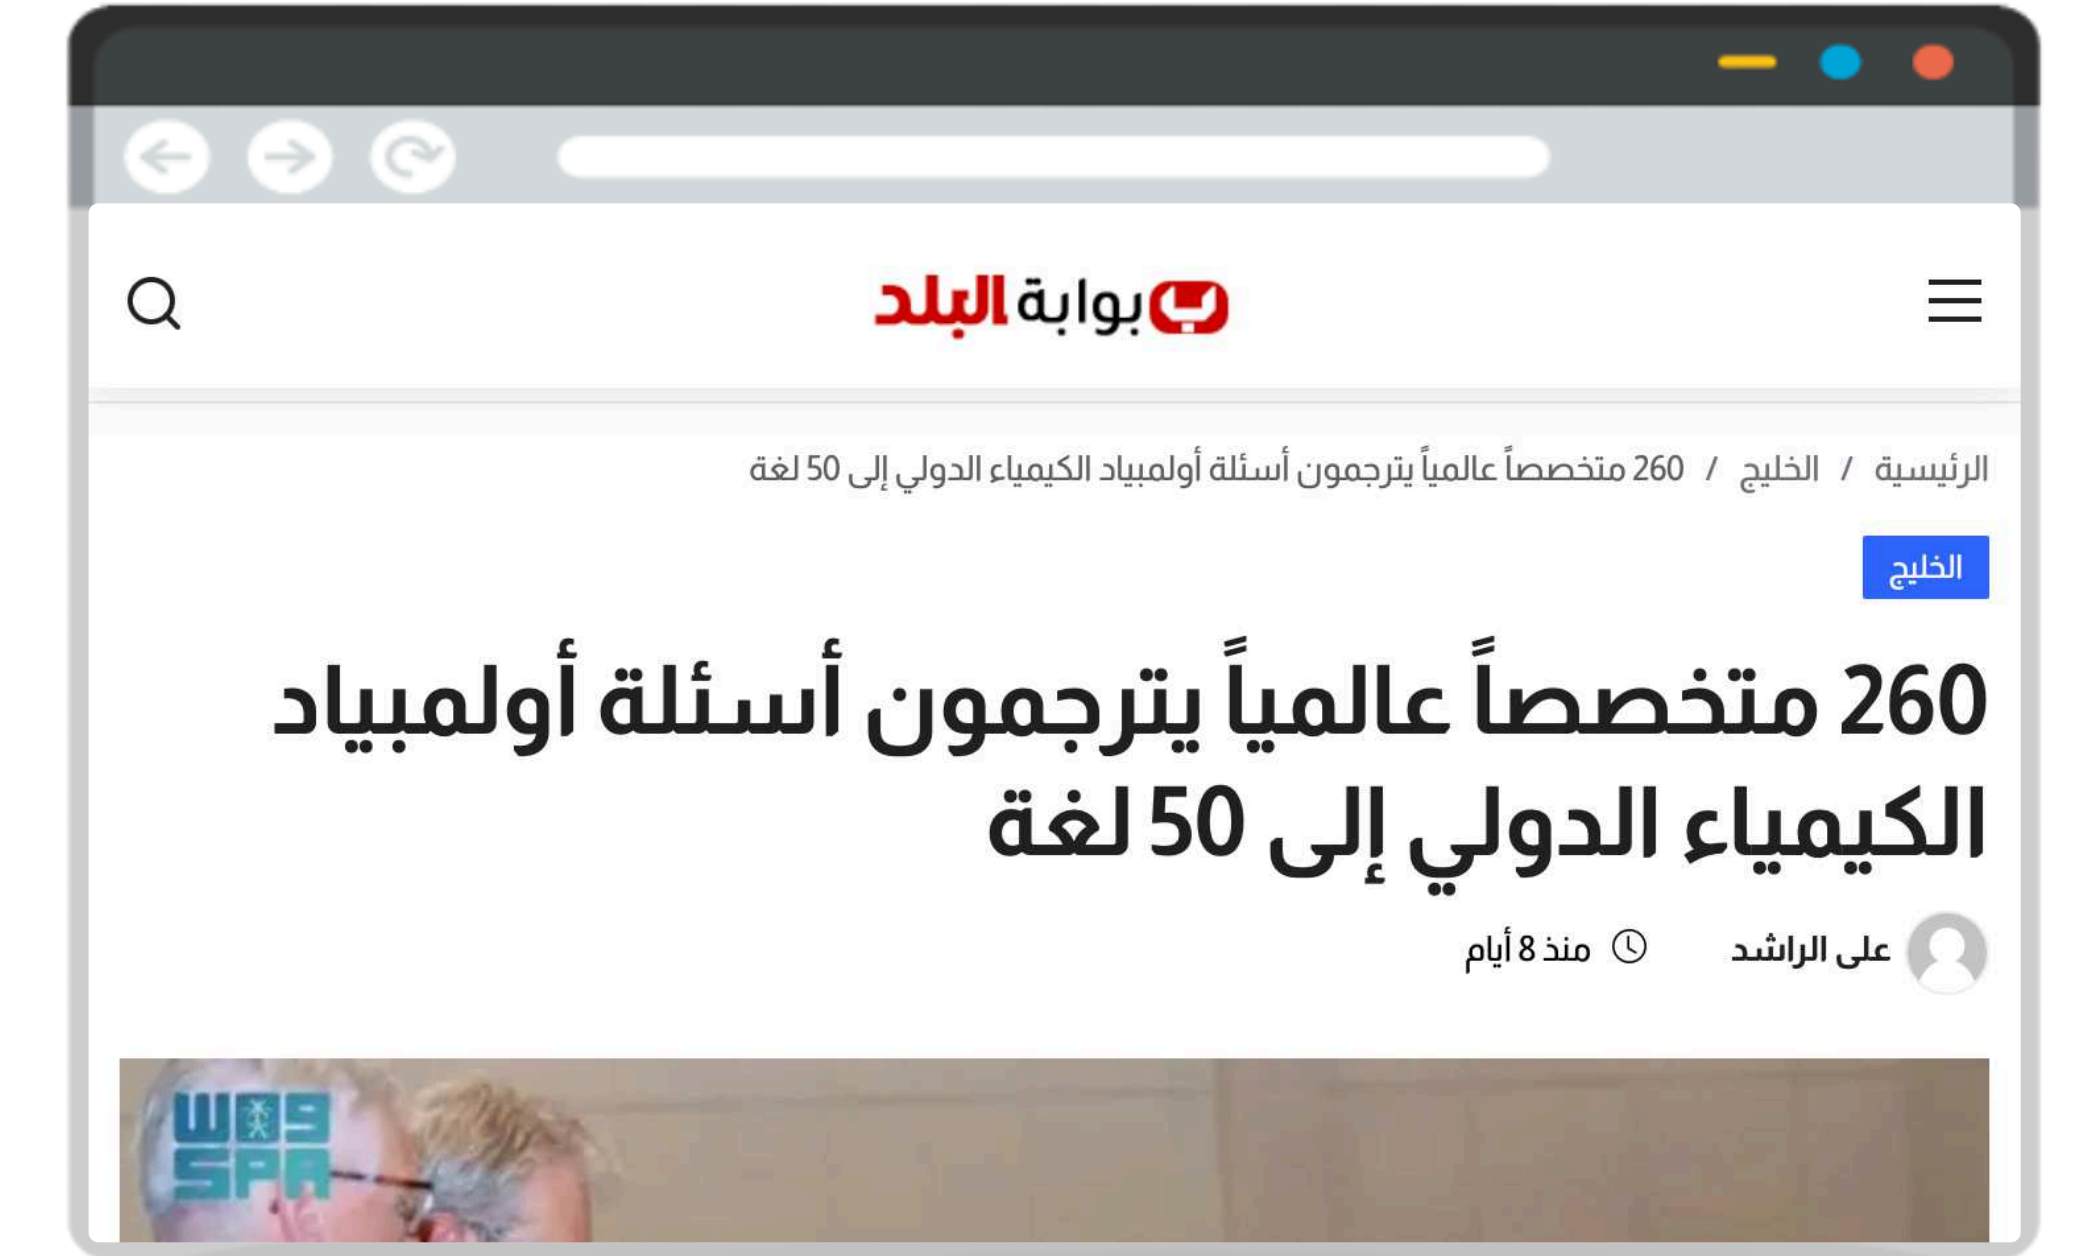 بوابة البلد
الرئيسية / الخليج / 260 متخصصاً عالمياً يترجمون أسئلة أولمبياد الكيمياء الدولي إلى 50 لغة
الخليج
260 متخصصاً عالمياً يترجمون أسئلة أولمبياد
الكيمياء الدولي إلى 50 لغة
على الراشد
منذ 8 أيام
واس
SPA